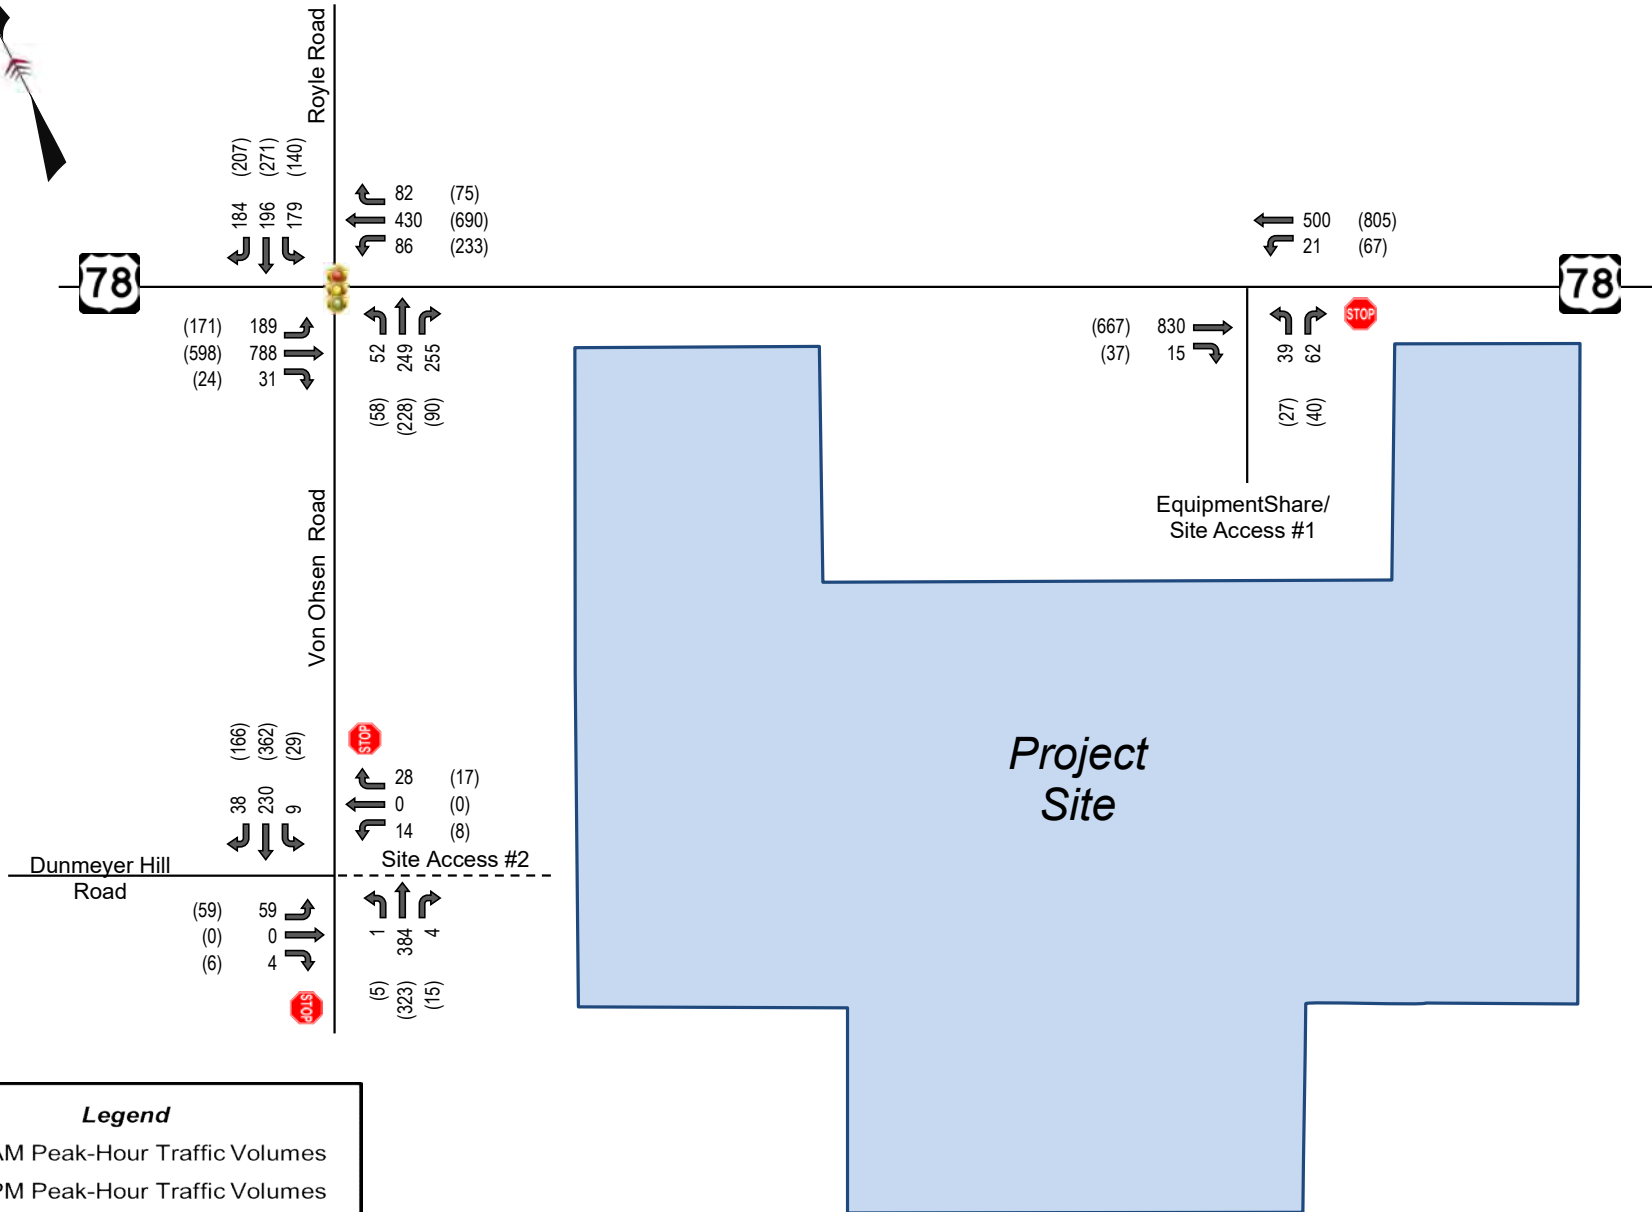 Royle Road
(207) (271) (140)
184 196 179
82 (75)
430 (690)
86 (233)
500 (805)
21 (67)
78
78
STOP
(171) 189
(598) 788
(24) 31
52 249 255
(58) (228) (90)
(667) 830
(37) 15
39 62
(27) (40)
EquipmentShare/
Site Access #1
Von Ohsen Road
Project
Site
(166) (362) (29)
38 230 9
STOP
28 (17)
0 (0)
14 (8)
Site Access #2
Dunmeyer Hill
Road
(59) 59
(0) 0
(6) 4
1 384 4
(5) (323) (15)
STOP
Legend
AM Peak-Hour Traffic Volumes
PM Peak-Hour Traffic Volumes